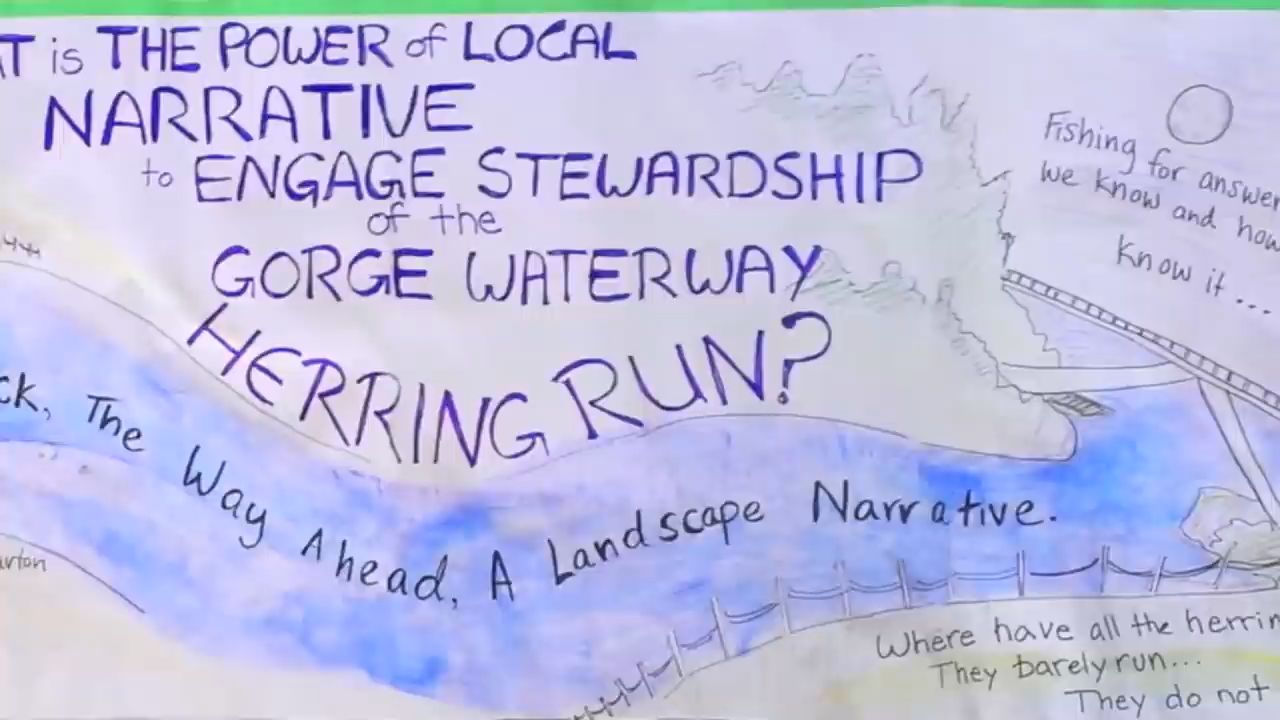 AT is THE POWER of LOCAL
NARRATIVE
to ENGAGE STEWARDSHIP
of the
GORGE WATERWAY
HERRING RUN?
ck, The Way Ahead, A Landscape Narrative.
Fishing for answer
we know and how
know it...
Where have all the herrin
They barely run...
They do not